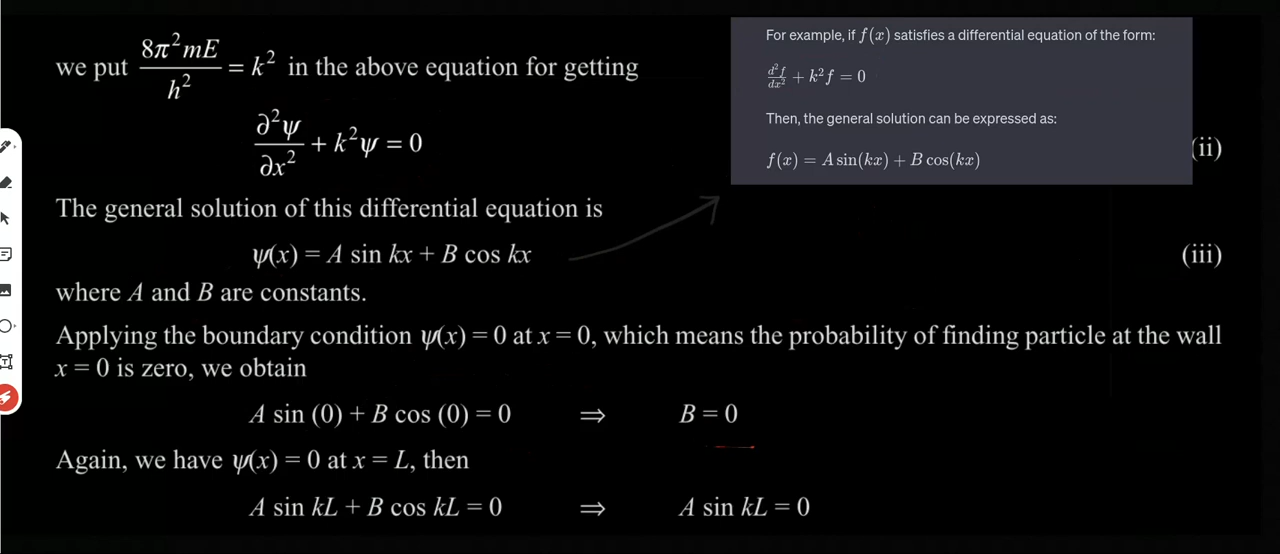 we put 8π²mE/h² = k² in the above equation for getting
∂²ψ/∂x² + k²ψ = 0 (ii)
The general solution of this differential equation is
ψ(x) = A sin kx + B cos kx (iii)
where A and B are constants.
Applying the boundary condition ψ(x) = 0 at x = 0, which means the probability of finding particle at the wall
x = 0 is zero, we obtain
A sin (0) + B cos (0) = 0 ⇒ B = 0
Again, we have ψ(x) = 0 at x = L, then
A sin kL + B cos kL = 0 ⇒ A sin kL = 0
For example, if f(x) satisfies a differential equation of the form:
d²f/dx² + k²f = 0
Then, the general solution can be expressed as:
f(x) = A sin(kx) + B cos(kx)